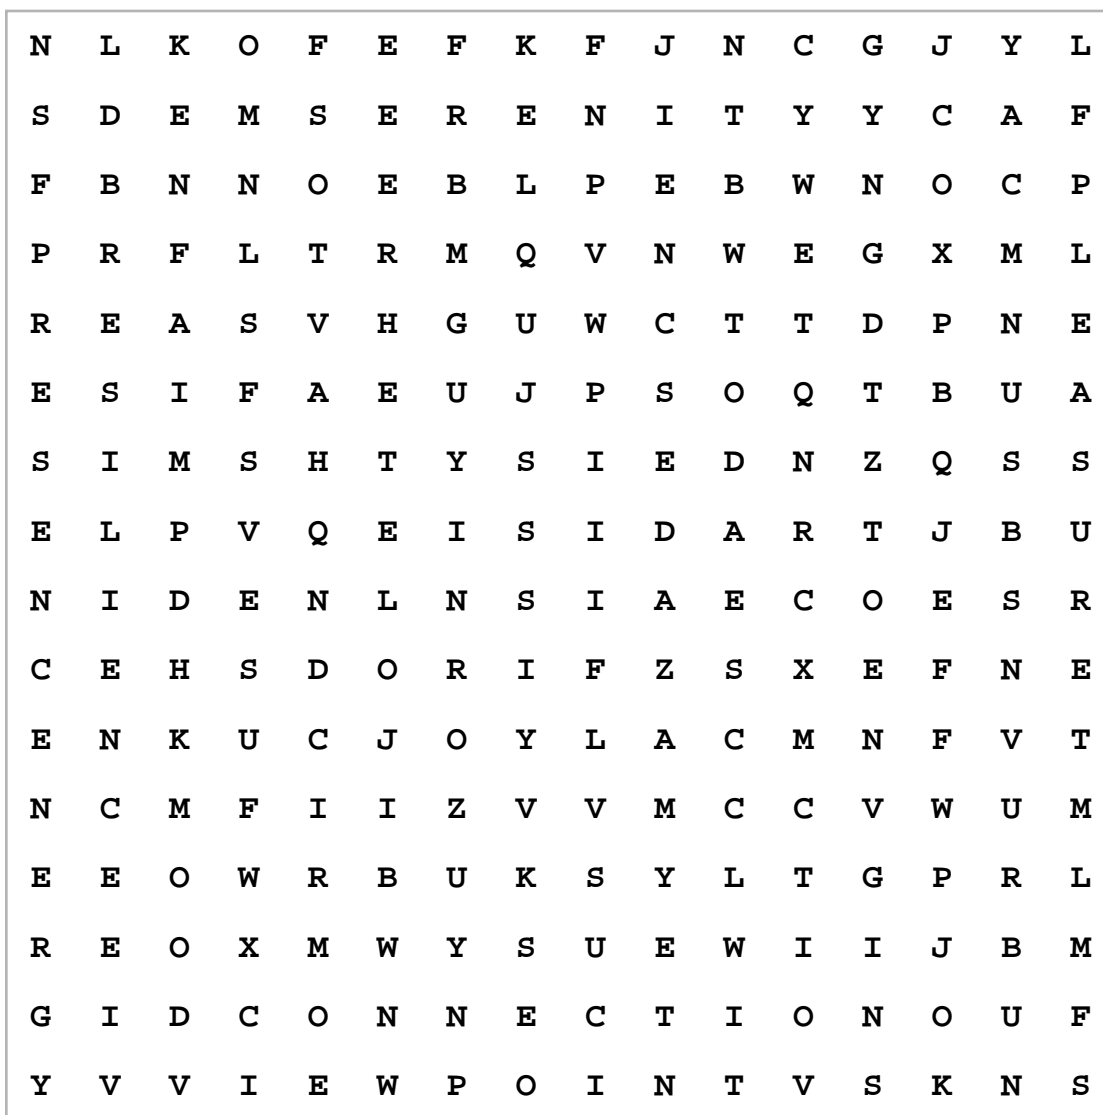 N L K O F E F K F J N C G J Y L
S D E M S E R E N I T Y Y C A F
F B N N O E B L P E B W N O C P
P R F L T R M Q V N W E G X M L
R E A S V H G U W C T T D P N E
E S I F A E U J P S O Q T B U A
S I M S H T Y S I E D N Z Q S S
E L P V Q E I S I D A R T J B U
N I D E N L N S I A E C O E S R
C E H S D O R I F Z S X E F N E
E N K U C J O Y L A C M N F V T
N C M F I I Z V V M C C V W U M
E E O W R B U K S Y L T G P R L
R E O X M W Y S U E W I I J B M
G I D C O N N E C T I O N O U F
Y V V I E W P O I N T V S K N S